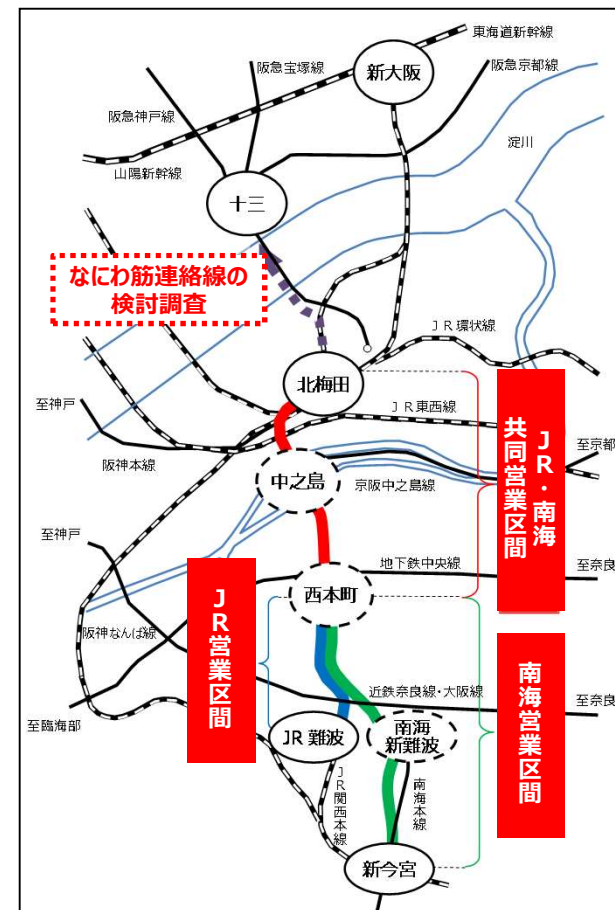 東海道新幹線
新大阪
阪急宝塚線
阪急京都線
阪急神戸線
淀川
山陽新幹線
十三
なにわ筋連絡線の
検討調査
JR環状線
北梅田
至神戸
JR東西線
JR・南海
共同営業区間
阪神本線
至京都
中之島
京阪中之島線
至神戸
地下鉄中央線
至奈良
西本町
JR営業区間
阪神なんば線
南海営業区間
近鉄奈良線・大阪線
至奈良
至臨海部
JR難波
南海
新難波
JR関西本線
南海本線
新今宮